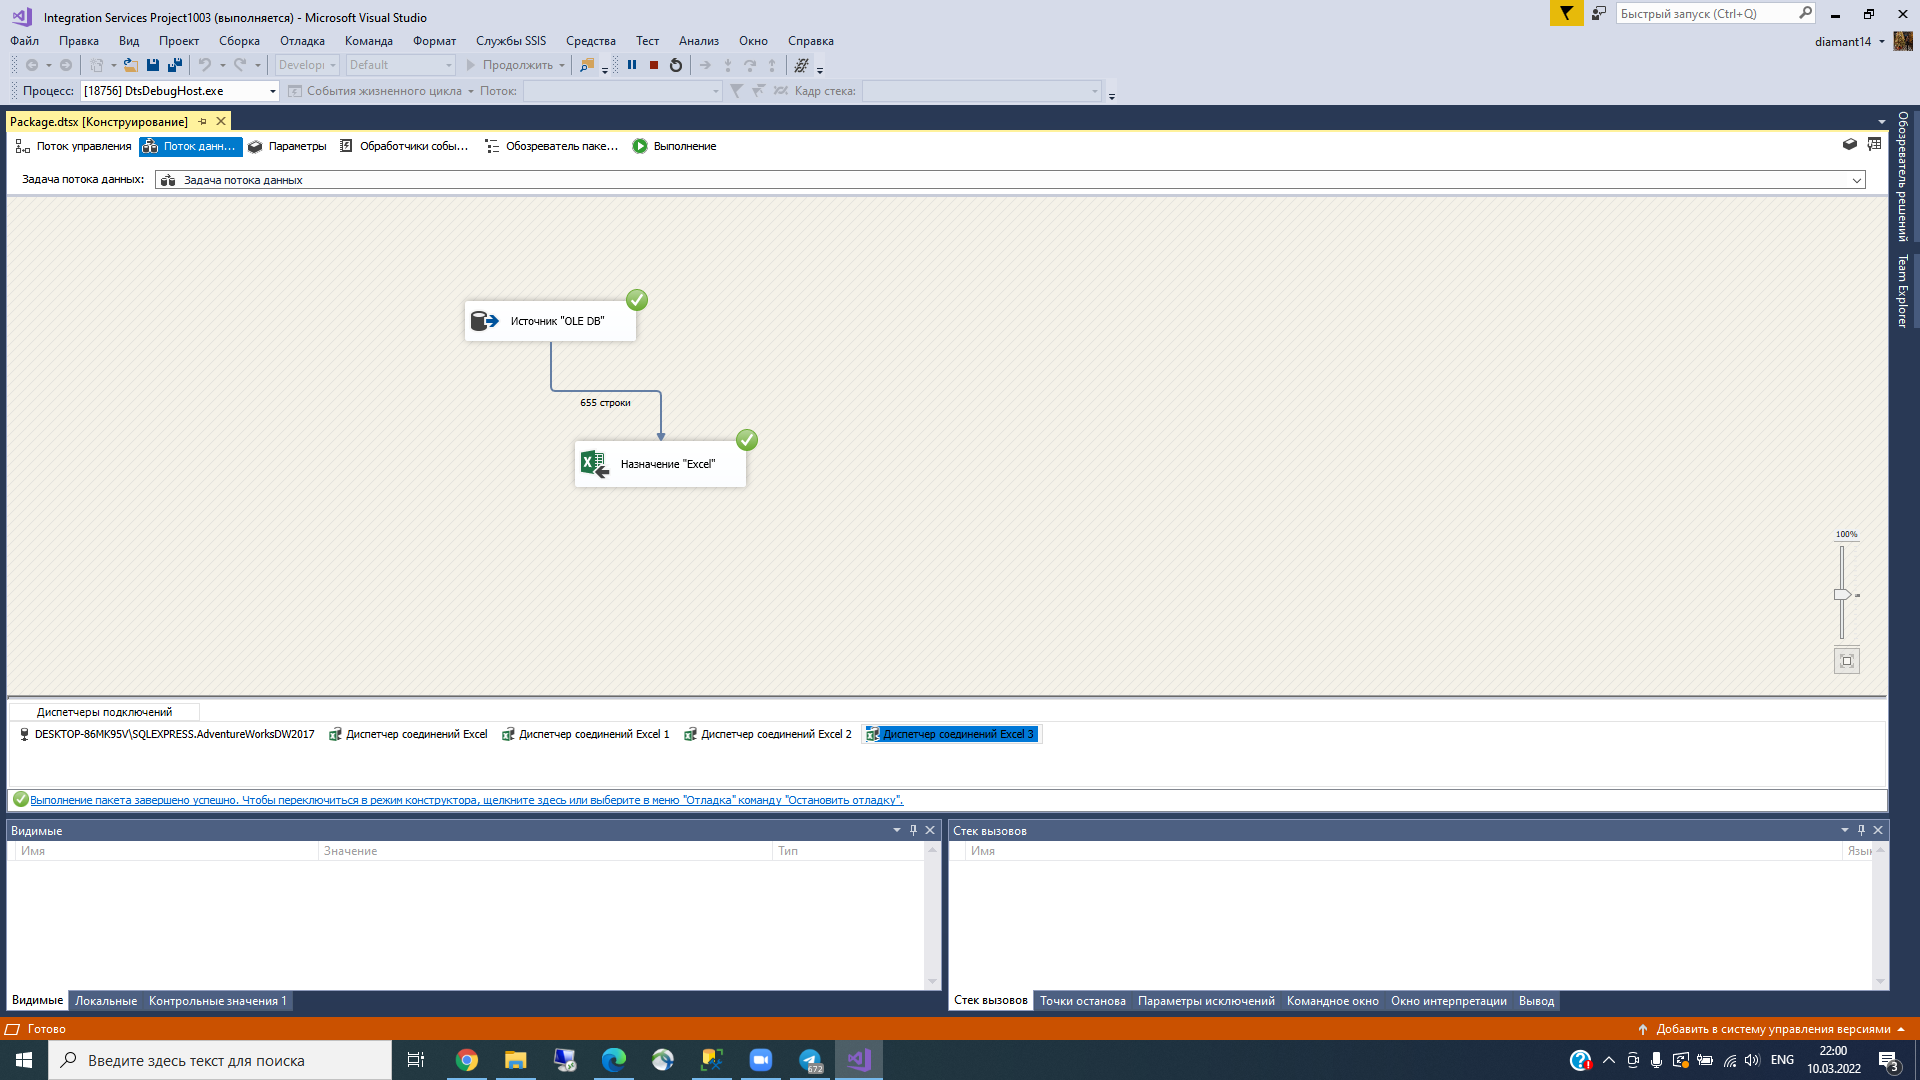 Integration Services Project1003 (выполняется) - Microsoft Visual Studio
Быстрый запуск (Ctrl+Q)
Файл Правка Вид Проект Сборка Отладка Команда Формат Службы SSIS Средства Тест Анализ Окно Справка
diamant14
Develop Default Продолжить
Процесс: [18756] DtsDebugHost.exe События жизненного цикла Поток: Кадр стека:
Package.dtsx [Конструирование]
Поток управления Поток данн... Параметры Обработчики собы... Обозреватель паке... Выполнение
Задача потока данных: Задача потока данных
Обозреватель решений
Team Explorer
Источник "OLE DB"
655 строки
Назначение "Excel"
100%
Диспетчеры подключений
DESKTOP-86MK95V\SQLEXPRESS.AdventureWorksDW2017 Диспетчер соединений Excel Диспетчер соединений Excel 1 Диспетчер соединений Excel 2 Диспетчер соединений Excel 3
Выполнение пакета завершено успешно. Чтобы переключиться в режим конструктора, щелкните здесь или выберите в меню "Отладка" команду "Остановить отладку".
Видимые
Имя Значение Тип
Стек вызовов
Имя Язык
Видимые Локальные Контрольные значения 1
Стек вызовов Точки останова Параметры исключений Командное окно Окно интерпретации Вывод
Готово
Добавить в систему управления версиями
Введите здесь текст для поиска
672
ENG
22:00
10.03.2022
3